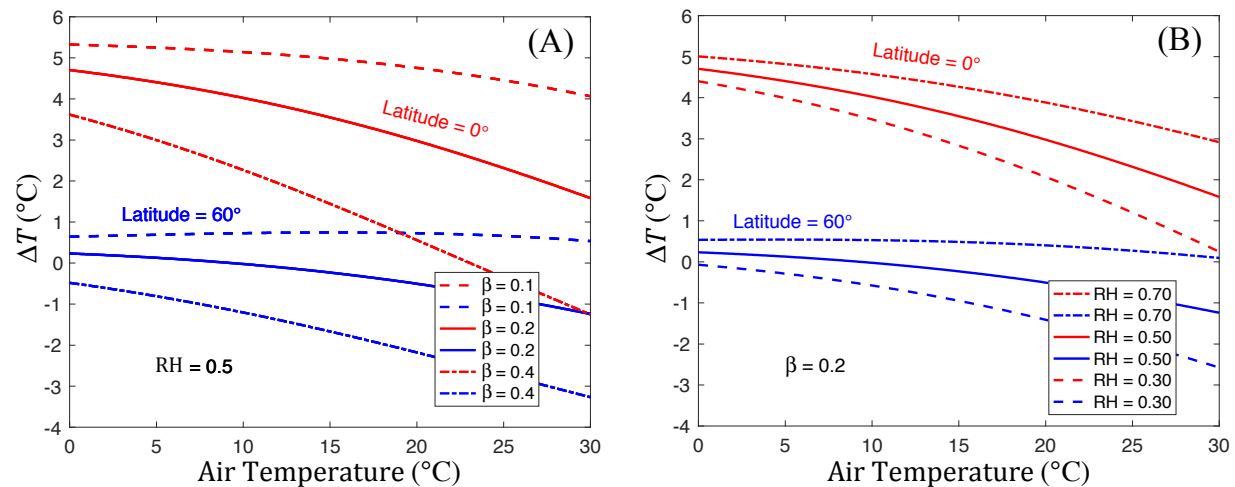 (A)
6
5
4
3
2
1
0
-1
-2
-3
-4
ΔT (°C)
Latitude = 0°
Latitude = 60°
RH = 0.5
β = 0.1
β = 0.1
β = 0.2
β = 0.2
β = 0.4
β = 0.4
0 5 10 15 20 25 30
Air Temperature (°C)
(B)
6
5
4
3
2
1
0
-1
-2
-3
-4
ΔT (°C)
Latitude = 0°
Latitude = 60°
β = 0.2
RH = 0.70
RH = 0.70
RH = 0.50
RH = 0.50
RH = 0.30
RH = 0.30
0 5 10 15 20 25 30
Air Temperature (°C)